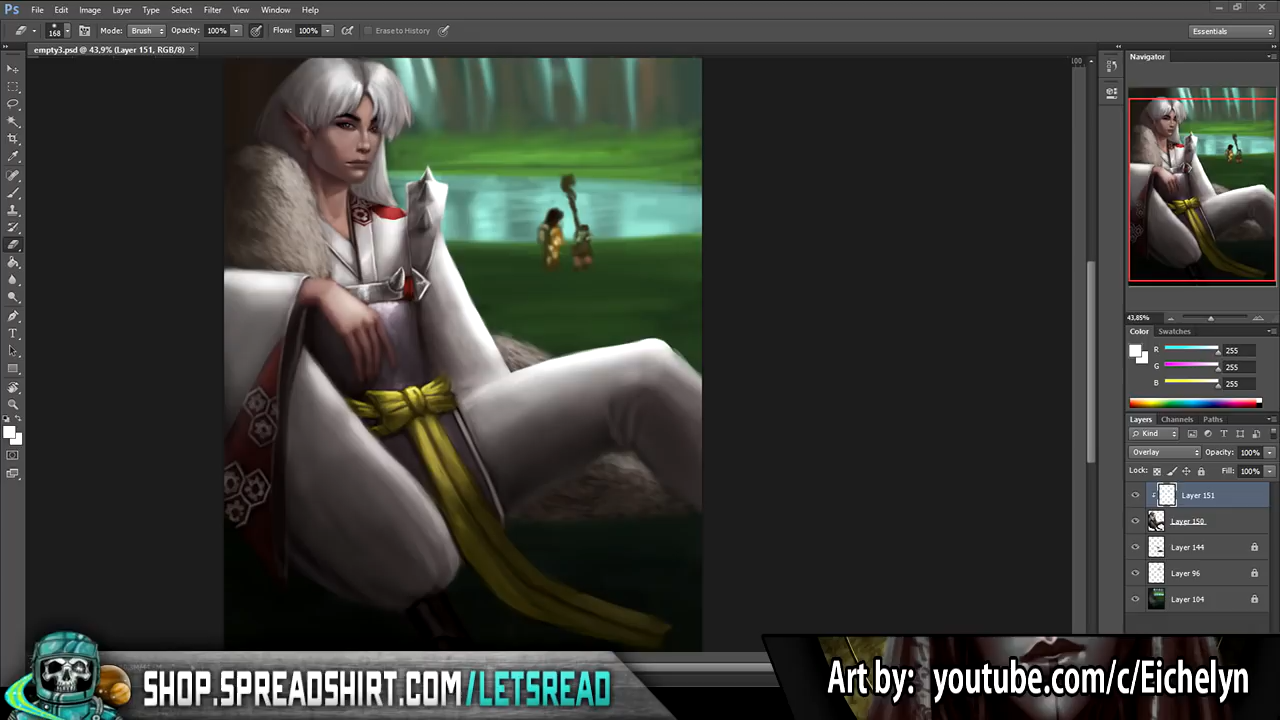 Ps File Edit Image Layer Type Select Filter 3D View Window Help
168 Mode: Brush Opacity: 100% Flow: 100% Erase to History Essentials
empty3.psd @ 43,9% (Layer 151, RGB/8) ×
100
Navigator
43,85%
Color Swatches
R 255
G 255
B 255
Layers Channels Paths
Kind
Overlay Opacity: 100%
Lock: Fill: 100%
Layer 151
Layer 150
Layer 144
Layer 96
Layer 104
SHOP.SPREADSHIRT.COM/LETSREAD
Art by: youtube.com/c/Eichelyn